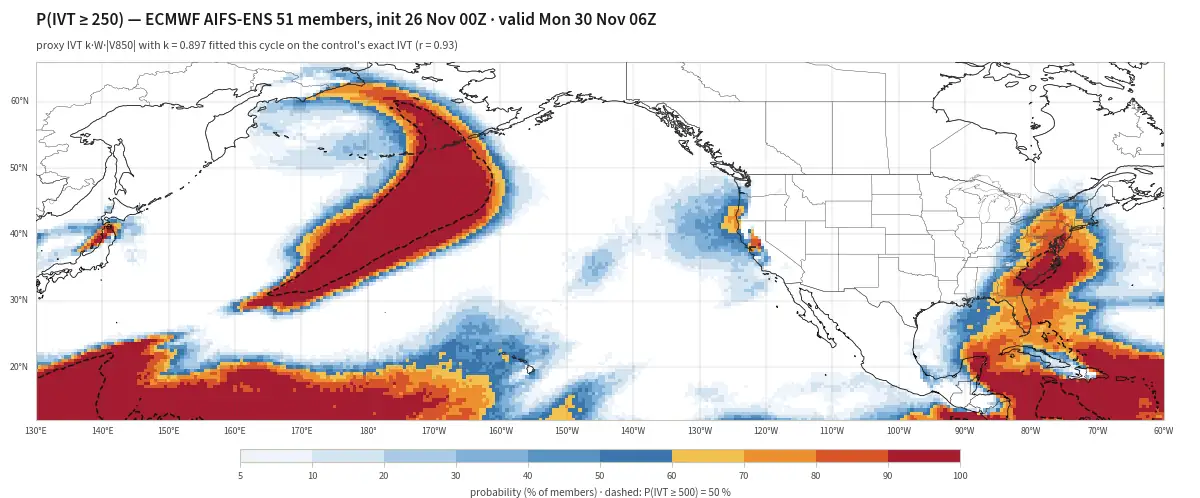 P(IVT ≥ 250) — ECMWF AIFS-ENS 51 members, init 26 Nov 00Z · valid Mon 30 Nov 06Z
proxy IVT k·W·|V850| with k = 0.897 fitted this cycle on the control's exact IVT (r = 0.93)
60°N
50°N
40°N
30°N
20°N
130°E 140°E 150°E 160°E 170°E 180° 170°W 160°W 150°W 140°W 130°W 120°W 110°W 100°W 90°W 80°W 70°W 60°W
5 10 20 30 40 50 60 70 80 90 100
probability (% of members) · dashed: P(IVT ≥ 500) = 50 %